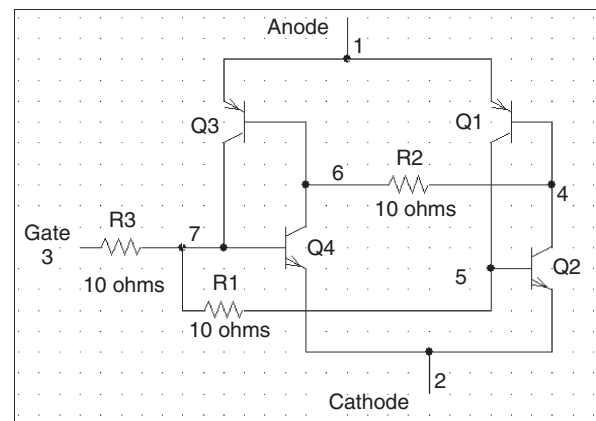 Anode
1
Q3
Q1
6
R2
10 ohms
4
Gate
3
R3
10 ohms
7
Q4
R1
10 ohms
5
Q2
2
Cathode